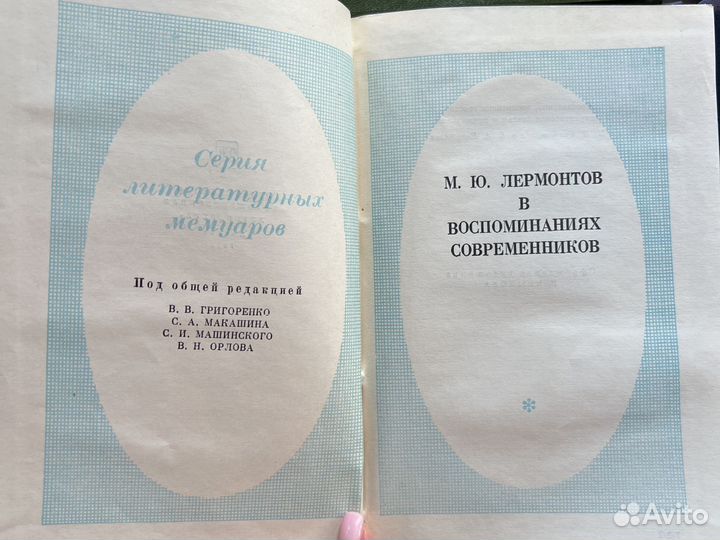 Серия
литературных
мемуаров
Под общей редакцией
В. В. ГРИГОРЕНКО
С. А. МАКАШИНА
С. И. МАШИНСКОГО
В. Н. ОРЛОВА
М. Ю. ЛЕРМОНТОВ
В
ВОСПОМИНАНИЯХ
СОВРЕМЕННИКОВ
Avito